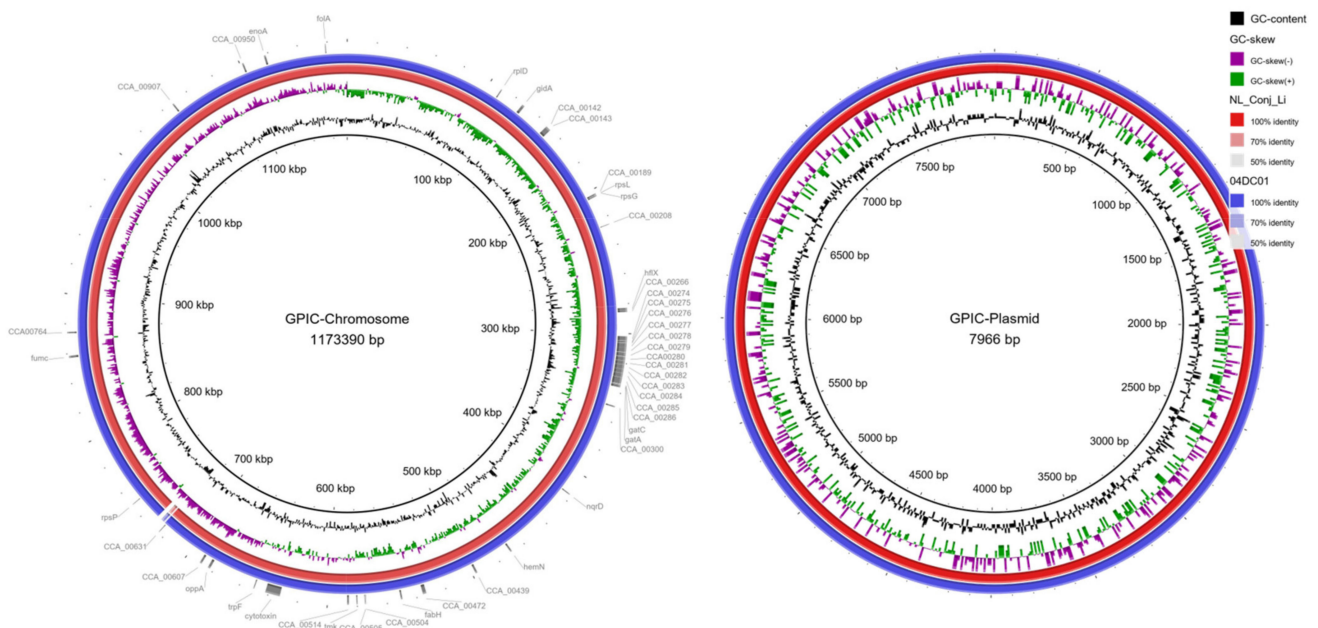 folA
enoA
CCA_00950
CCA_00907
rplD
gidA
CCA_00142
CCA_00143
CCA_00189
rpsL
rpsG
CCA_00208
hflX
CCA_00266
CCA_00274
CCA_00275
CCA_00276
CCA_00277
CCA_00278
CCA_00279
CCA00280
CCA_00281
CCA_00282
CCA_00283
CCA_00284
CCA_00285
CCA_00286
gatC
gatA
CCA_00300
nqrD
hemN
CCA_00439
CCA_00472
fabH
CCA_00504
CCA_00514
cytotoxin
trpF
oppA
CCA_00607
CCA_00631
rpsP
fumc
CCA00764
100 kbp
200 kbp
300 kbp
400 kbp
500 kbp
600 kbp
700 kbp
800 kbp
900 kbp
1000 kbp
1100 kbp
GPIC-Chromosome
1173390 bp
500 bp
1000 bp
1500 bp
2000 bp
2500 bp
3000 bp
3500 bp
4000 bp
4500 bp
5000 bp
5500 bp
6000 bp
6500 bp
7000 bp
7500 bp
GPIC-Plasmid
7966 bp
GC-content
GC-skew
GC-skew(-)
GC-skew(+)
NL_Conj_Li
100% identity
70% identity
50% identity
04DC01
100% identity
70% identity
50% identity